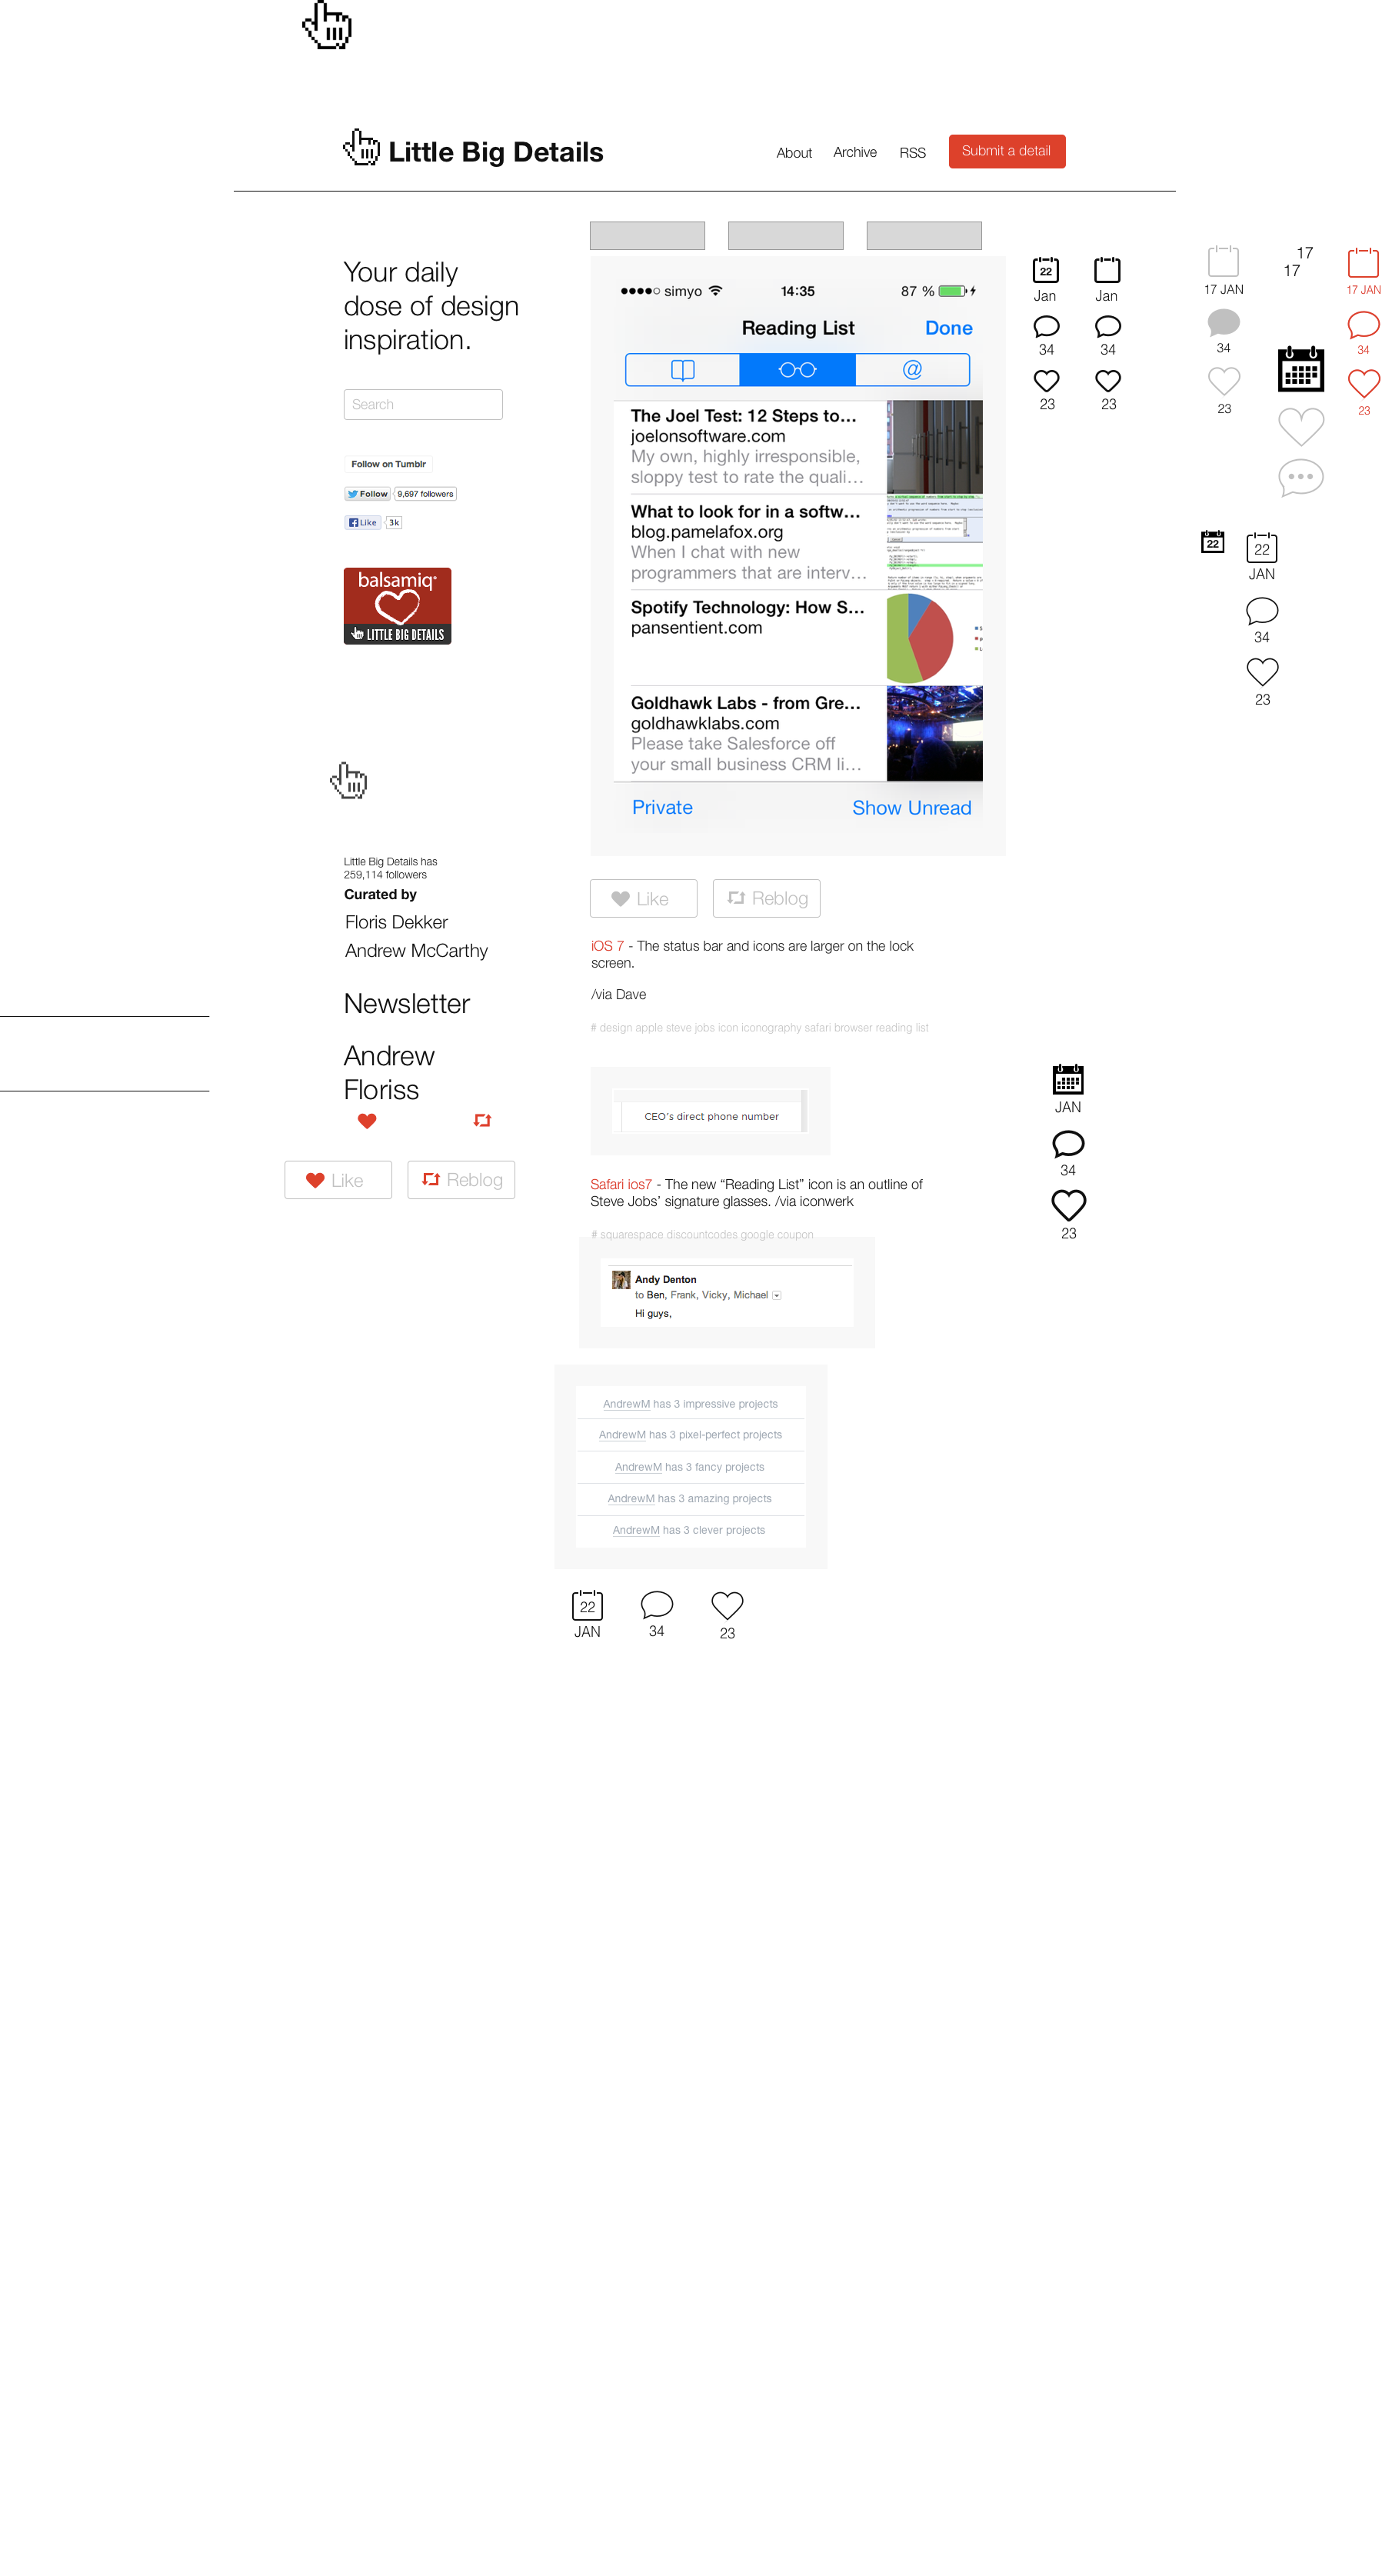 Little Big Details
About
Archive
RSS
Submit a detail
Your daily
dose of design
inspiration.
Search
Follow on Tumblr
Follow
9,697 followers
Like
3k
balsamiq®
LITTLE BIG DETAILS
Little Big Details has
259,114 followers
Curated by
Floris Dekker
Andrew McCarthy
Newsletter
Andrew
Floriss
Like
Reblog
simyo
14:35
87 %
Reading List
Done
@
The Joel Test: 12 Steps to...
joelonsoftware.com
My own, highly irresponsible,
sloppy test to rate the quali...
What to look for in a softw...
blog.pamelafox.org
When I chat with new
programmers that are interv...
Spotify Technology: How S...
pansentient.com
Goldhawk Labs - from Gre...
goldhawklabs.com
Please take Salesforce off
your small business CRM li...
Private
Show Unread
Like
Reblog
iOS 7 - The status bar and icons are larger on the lock
screen.
/via Dave
# design apple steve jobs icon iconography safari browser reading list
CEO's direct phone number
Safari ios7 - The new “Reading List” icon is an outline of
Steve Jobs’ signature glasses. /via iconwerk
# squarespace discountcodes google coupon
Andy Denton
to Ben, Frank, Vicky, Michael
Hi guys,
AndrewM has 3 impressive projects
AndrewM has 3 pixel-perfect projects
AndrewM has 3 fancy projects
AndrewM has 3 amazing projects
AndrewM has 3 clever projects
22
JAN
34
23
22
Jan
34
23
Jan
34
23
17 JAN
34
23
17
17
17 JAN
34
23
22
22
JAN
34
23
JAN
34
23